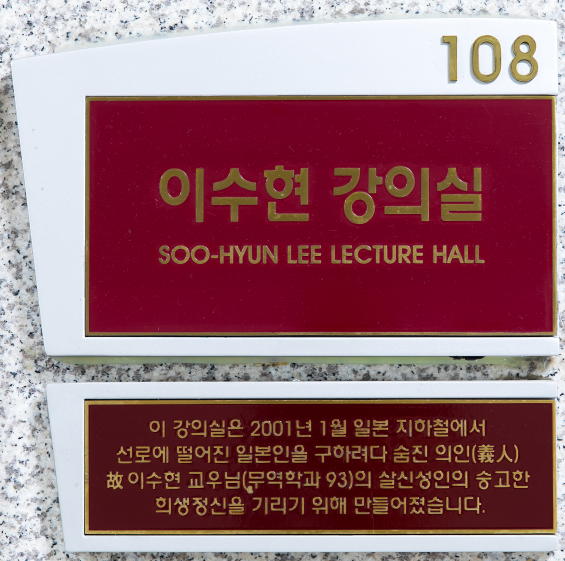 108
이수현 강의실
SOO-HYUN LEE LECTURE HALL
이 강의실은 2001년 1월 일본 지하철에서
선로에 떨어진 일본인을 구하려다 숨진 의인(義人)
故 이수현 교우님(무역학과 93)의 살신성인의 숭고한
희생정신을 기리기 위해 만들어졌습니다.